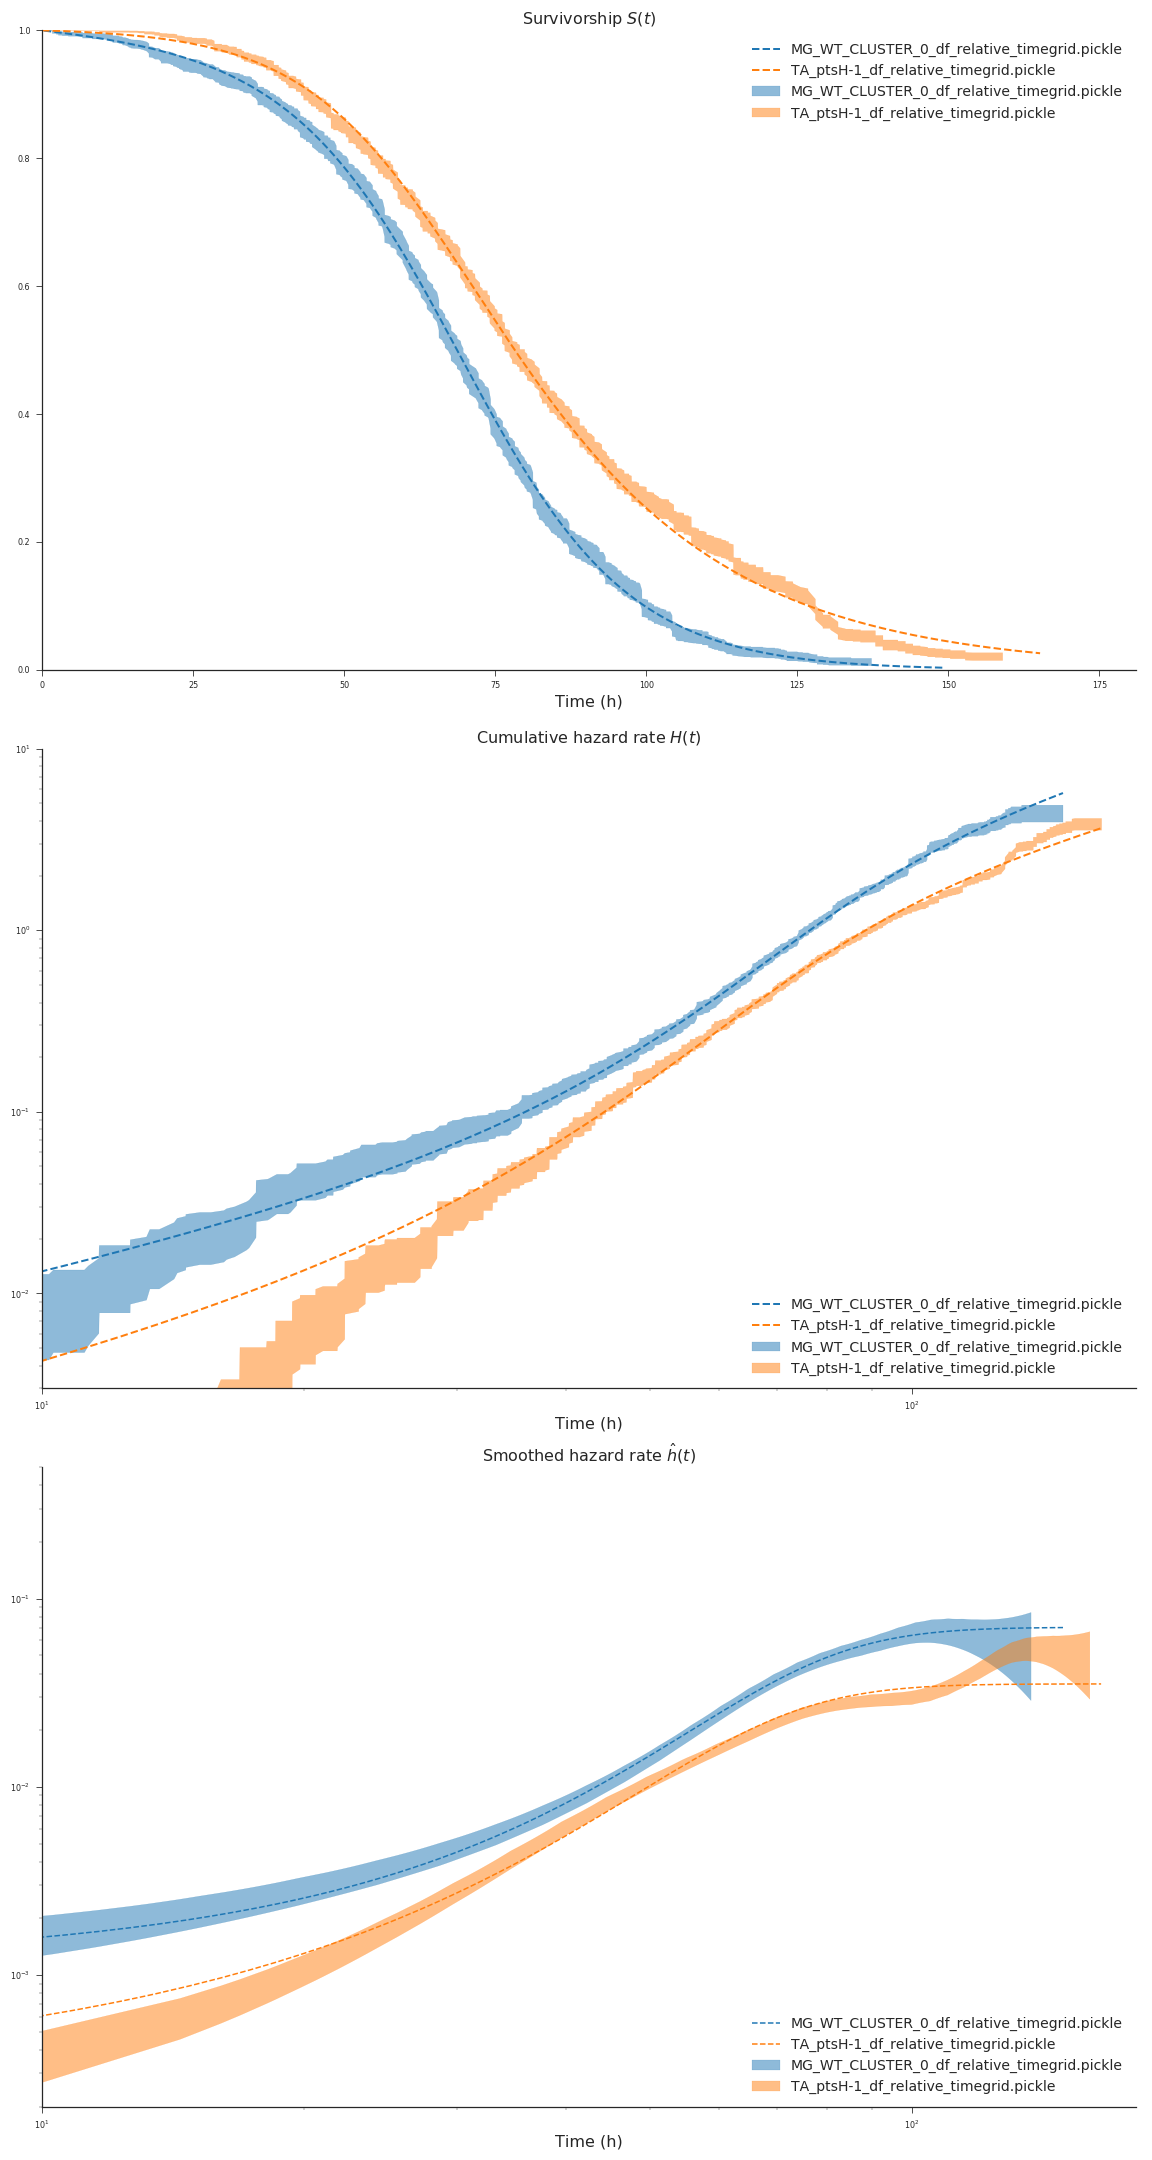 Survivorship S(t)
1.0
0.8
0.6
0.4
0.2
0.0
MG_WT_CLUSTER_0_df_relative_timegrid.pickle
TA_ptsH-1_df_relative_timegrid.pickle
MG_WT_CLUSTER_0_df_relative_timegrid.pickle
TA_ptsH-1_df_relative_timegrid.pickle
0 25 50 75 100 125 150 175
Time (h)
Cumulative hazard rate H(t)
10¹
10⁰
10⁻¹
10⁻²
MG_WT_CLUSTER_0_df_relative_timegrid.pickle
TA_ptsH-1_df_relative_timegrid.pickle
MG_WT_CLUSTER_0_df_relative_timegrid.pickle
TA_ptsH-1_df_relative_timegrid.pickle
10¹ 10²
Time (h)
Smoothed hazard rate ĥ(t)
10⁻¹
10⁻²
10⁻³
MG_WT_CLUSTER_0_df_relative_timegrid.pickle
TA_ptsH-1_df_relative_timegrid.pickle
MG_WT_CLUSTER_0_df_relative_timegrid.pickle
TA_ptsH-1_df_relative_timegrid.pickle
10¹ 10²
Time (h)